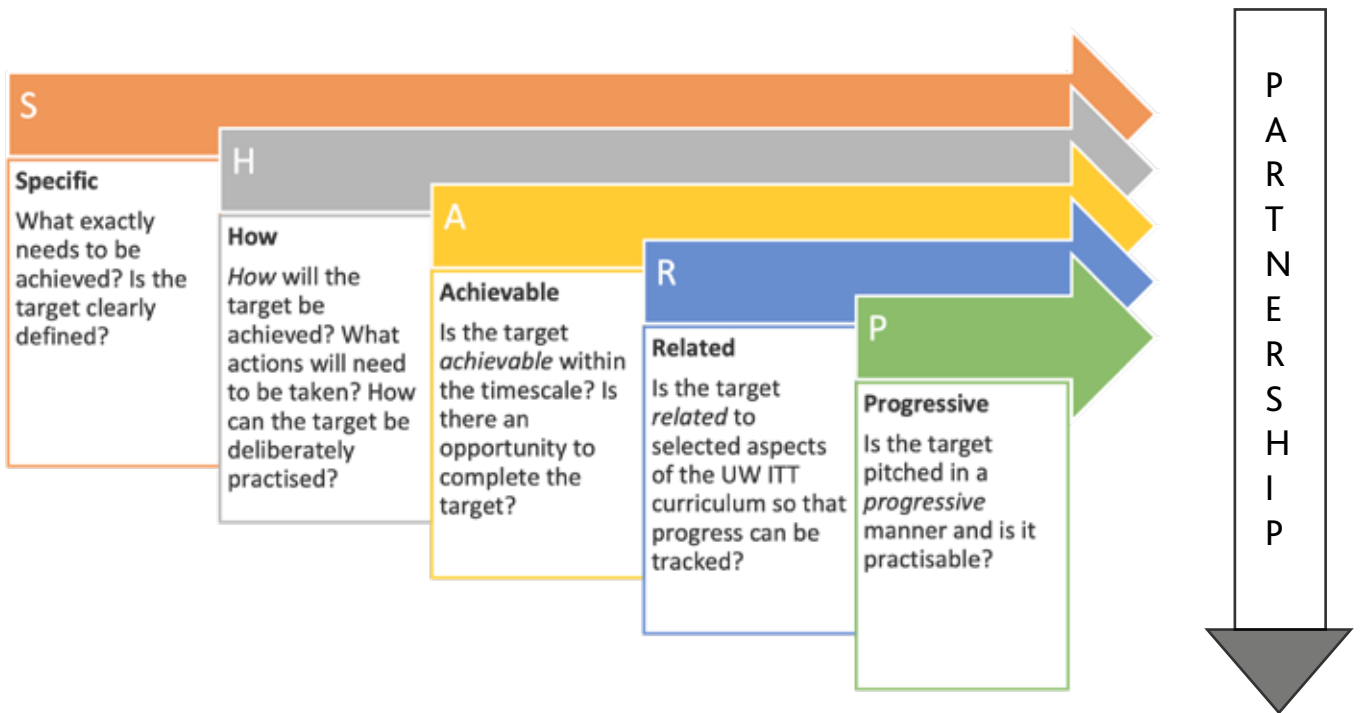 S
Specific
What exactly
needs to be
achieved? Is the
target clearly
defined?
H
How
How will the
target be
achieved? What
actions will need
to be taken? How
can the target be
deliberately
practised?
A
Achievable
Is the target
achievable within
the timescale? Is
there an
opportunity to
complete the
target?
R
Related
Is the target
related to
selected aspects
of the UW ITT
curriculum so that
progress can be
tracked?
P
Progressive
Is the target
pitched in a
progressive
manner and is it
practisable?
P
A
R
T
N
E
R
S
H
I
P